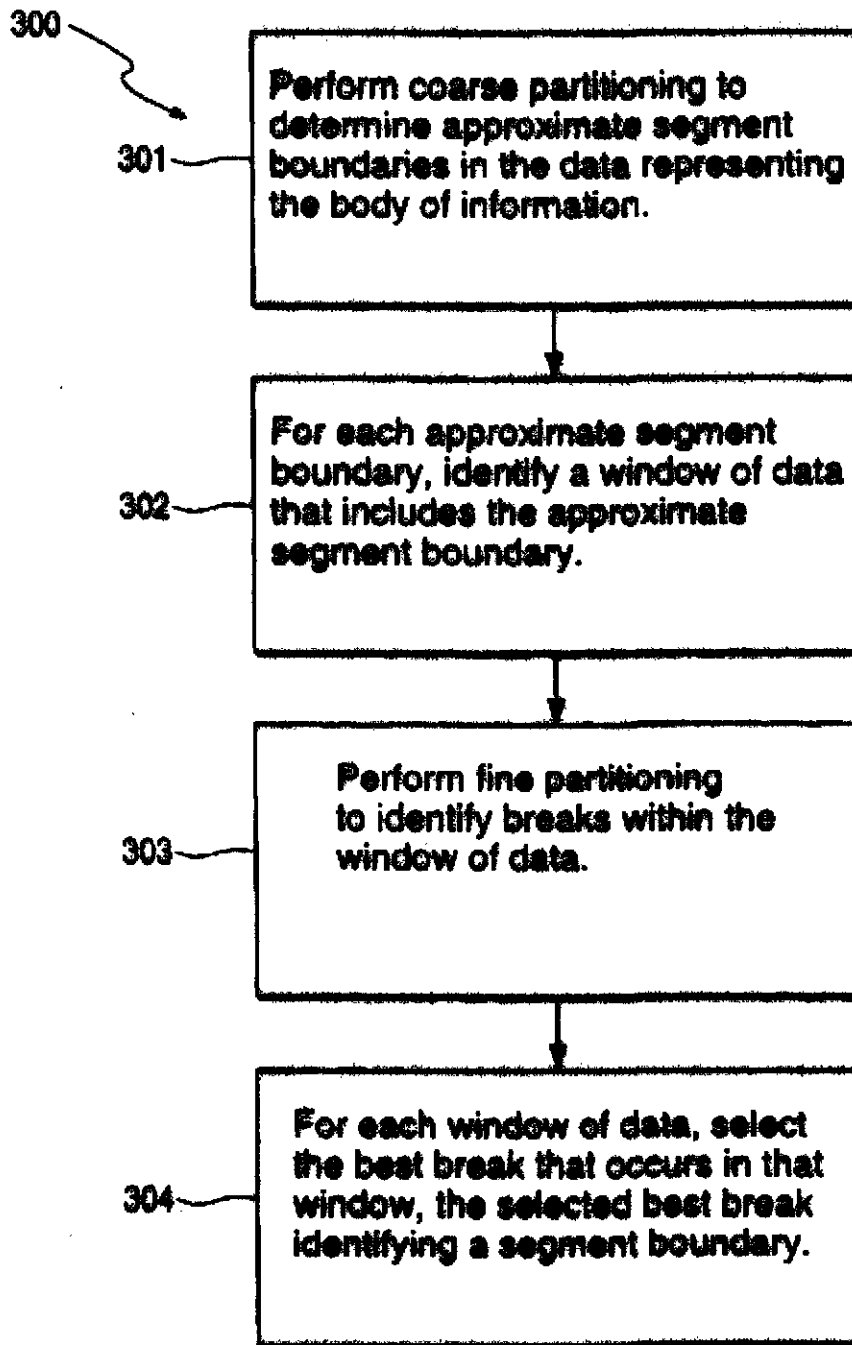 300
Perform coarse partitioning to
determine approximate segment
301
boundaries in the data representing
the body of information.
For each approximate segment
boundary, identify a window of data
302
that includes the approximate
segment boundary.
Perform fine partitioning
to identify breaks within the
303
window of data.
For each window of data, select
the best break that occurs in that
304
window, the selected best break
identifying a segment boundary.